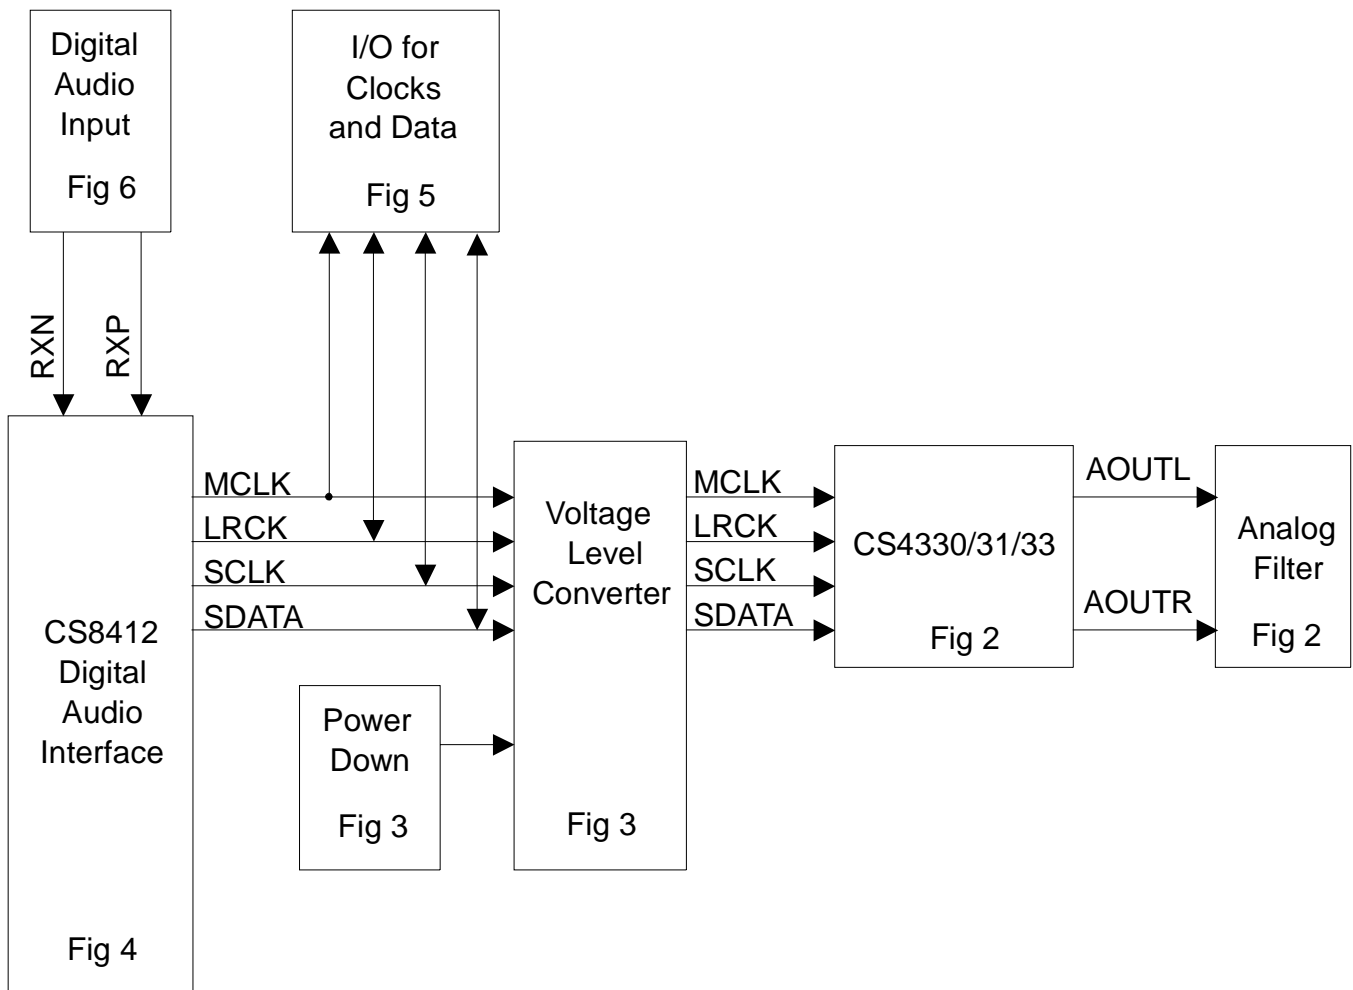 Digital
Audio
Input
Fig 6
I/O for
Clocks
and Data
Fig 5
RXN
RXP
MCLK
LRCK
SCLK
SDATA
CS8412
Digital
Audio
Interface
Fig 4
Power
Down
Fig 3
Voltage
Level
Converter
Fig 3
MCLK
LRCK
SCLK
SDATA
CS4330/31/33
Fig 2
AOUTL
AOUTR
Analog
Filter
Fig 2